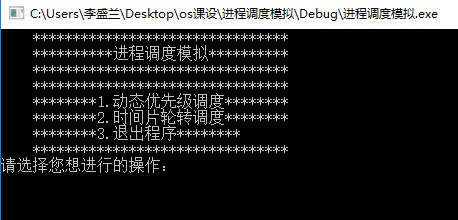 C:\Users\李盛兰\Desktop\os课设\进程调度模拟\Debug\进程调度模拟.exe
********************************
**********进程调度模拟**********
********************************
********************************
********1.动态优先级调度********
********2.时间片轮转调度********
********3.退出程序********
********************************
请选择您想进行的操作：